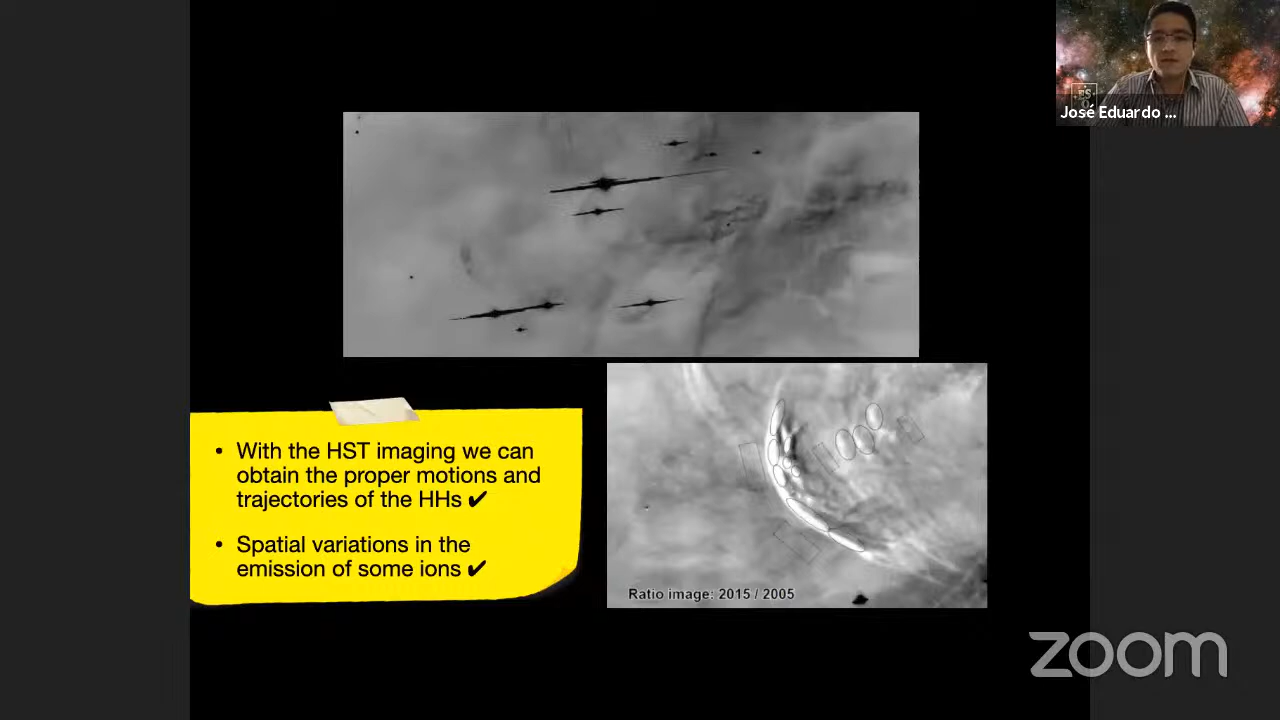 José Eduardo ...
• With the HST imaging we can
obtain the proper motions and
trajectories of the HHs ✔
• Spatial variations in the
emission of some ions ✔
Ratio image: 2015 / 2005
zoom